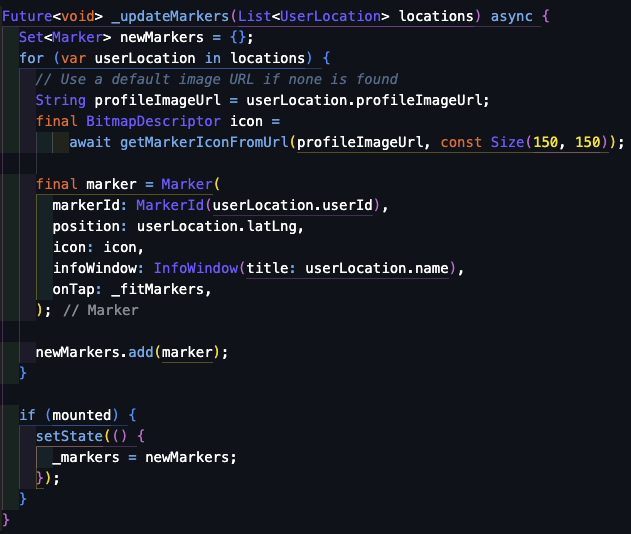 Future<void> _updateMarkers(List<UserLocation> locations) async {
Set<Marker> newMarkers = {};
for (var userLocation in locations) {
// Use a default image URL if none is found
String profileImageUrl = userLocation.profileImageUrl;
final BitmapDescriptor icon =
await getMarkerIconFromUrl(profileImageUrl, const Size(150, 150));
final marker = Marker(
markerId: MarkerId(userLocation.userId),
position: userLocation.latLng,
icon: icon,
infoWindow: InfoWindow(title: userLocation.name),
onTap: _fitMarkers,
); // Marker
newMarkers.add(marker);
}
if (mounted) {
setState(() {
_markers = newMarkers;
});
}
}